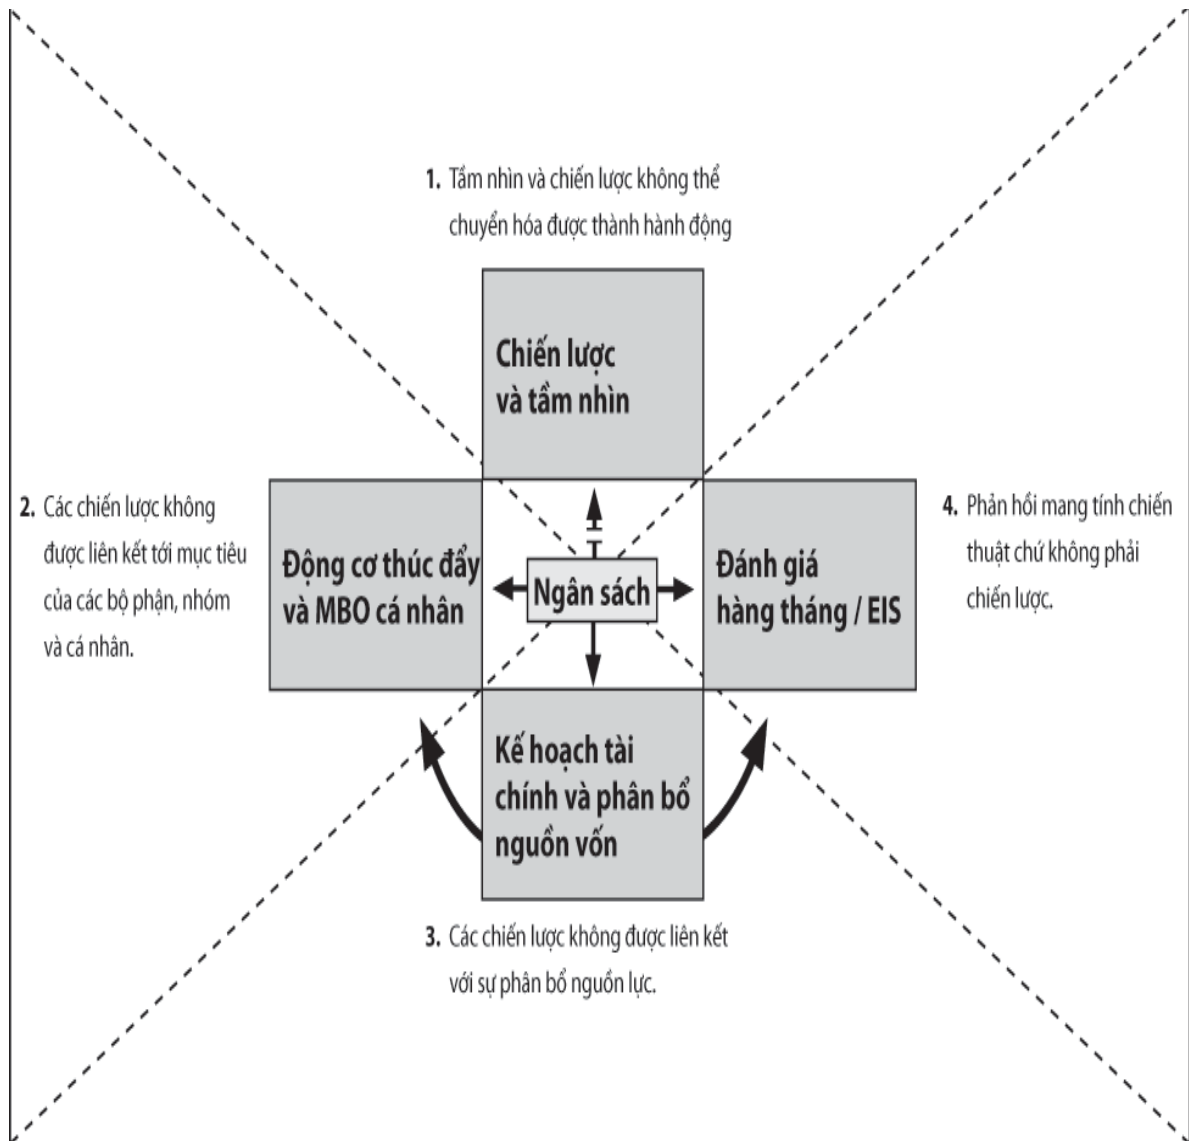 1. Tầm nhìn và chiến lược không thể
chuyển hóa được thành hành động
Chiến lược
và tầm nhìn
2. Các chiến lược không
được liên kết tới mục tiêu
của các bộ phận, nhóm
và cá nhân.
Động cơ thúc đẩy
và MBO cá nhân
Ngân sách
Đánh giá
hàng tháng / EIS
4. Phản hồi mang tính chiến
thuật chứ không phải
chiến lược.
Kế hoạch tài
chính và phân bổ
nguồn vốn
3. Các chiến lược không được liên kết
với sự phân bổ nguồn lực.